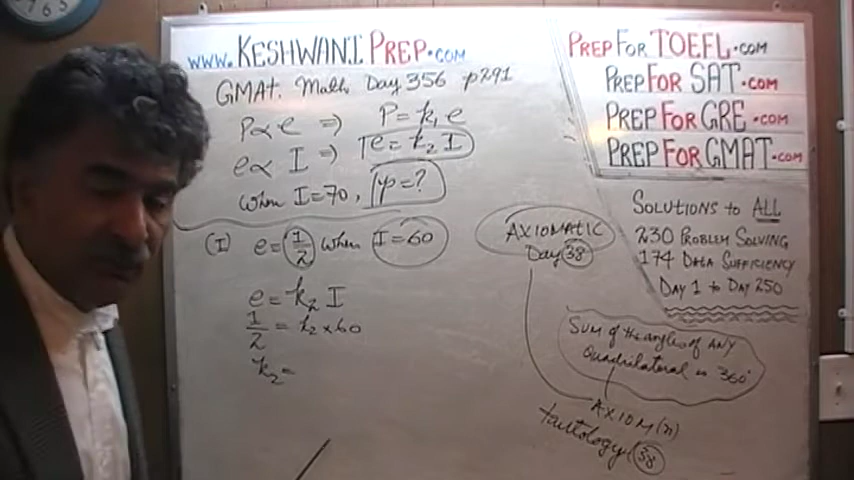 www.KESHWANIPREP.COM
GMAT. Math Day 356 p291
P∝e ⇒) P=k₁e
e∝I ⇒) e=k₂I
When I=70, p=?
(I) e=1/2 When I=60
e=k₂I
1/2=k₂×60
k₂=
AXIOMATIC
Day 38
PREPFORTOEFL.COM
PREPFORSAT.COM
PREPFORGRE.COM
PREPFORGMAT.COM
SOLUTIONS to ALL
230 PROBLEM SOLVING
174 DATA SUFFICIENCY
DAY 1 to DAY 250
Sum of the angles of ANY
Quadrilateral is 360°
AXIOM(n)
tautology 38